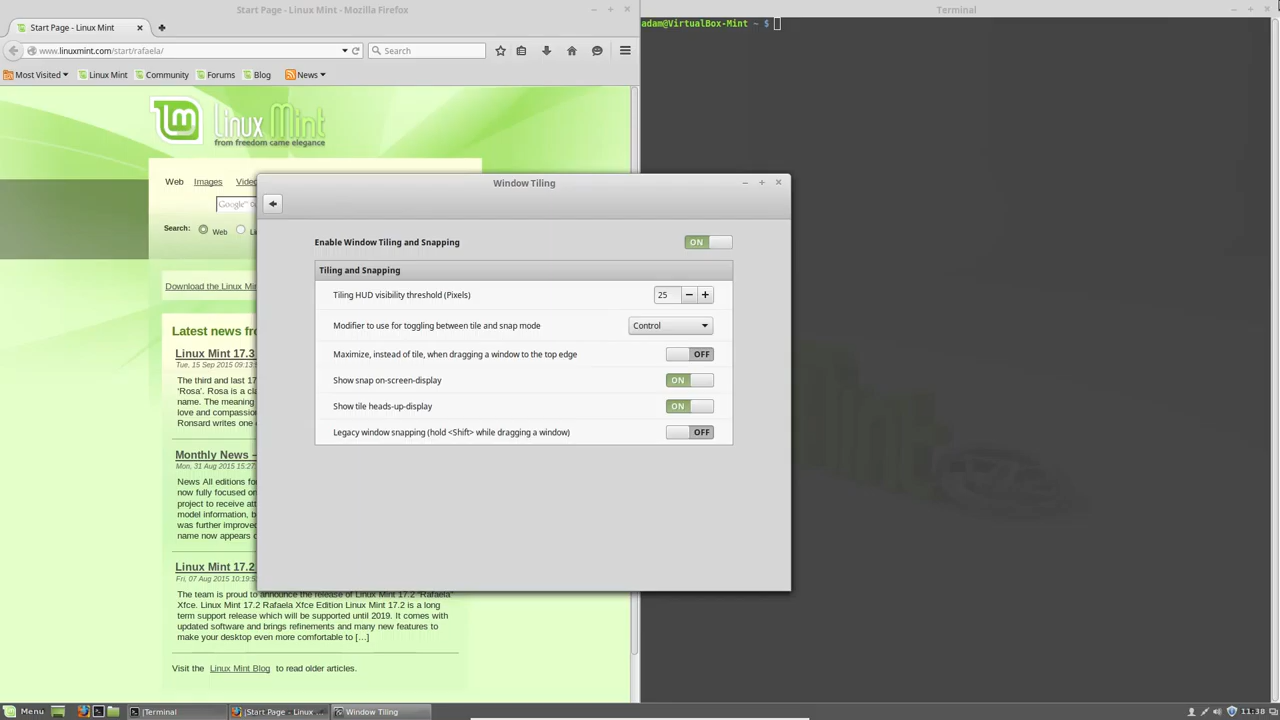 Start Page - Linux Mint - Mozilla Firefox
Terminal
Start Page - Linux Mint
adam@VirtualBox-Mint ~ $
www.linuxmint.com/start/rafaela/
Search
Most Visited
Linux Mint
Community
Forums
Blog
News
Linux Mint
from freedom came elegance
Web Images
Google™
Search: Web
Download the Linux
Latest news
Linux Mint 17.3
Tue, 15 Sep 2015 09:13:
The third and last 17
'Rosa'. Rosa is a
name. The meaning
love and compassion
Ronsard writes one
Monthly News –
Mon, 31 Aug 2015 15:27
News All editions
now fully focused on
project to receive
model information,
was further improved
name now appears
Linux Mint 17.2
Fri, 07 Aug 2015 10:19:
The team is proud to announce the release of Linux Mint 17.2 "Rafaela"
Xfce. Linux Mint 17.2 Rafaela Xfce Edition Linux Mint 17.2 is a long
term support release which will be supported until 2019. It comes with
updated software and brings refinements and many new features to
make your desktop even more comfortable to […]
Visit the Linux Mint Blog to read older articles.
Window Tiling
Enable Window Tiling and Snapping ON
Tiling and Snapping
Tiling HUD visibility threshold (Pixels) 25
Modifier to use for toggling between tile and snap mode Control
Maximize, instead of tile, when dragging a window to the top edge OFF
Show snap on-screen-display ON
Show tile heads-up-display ON
Legacy window snapping (hold <Shift> while dragging a window) OFF
Menu
|Terminal
|Start Page - Linux
Window Tiling
11:38